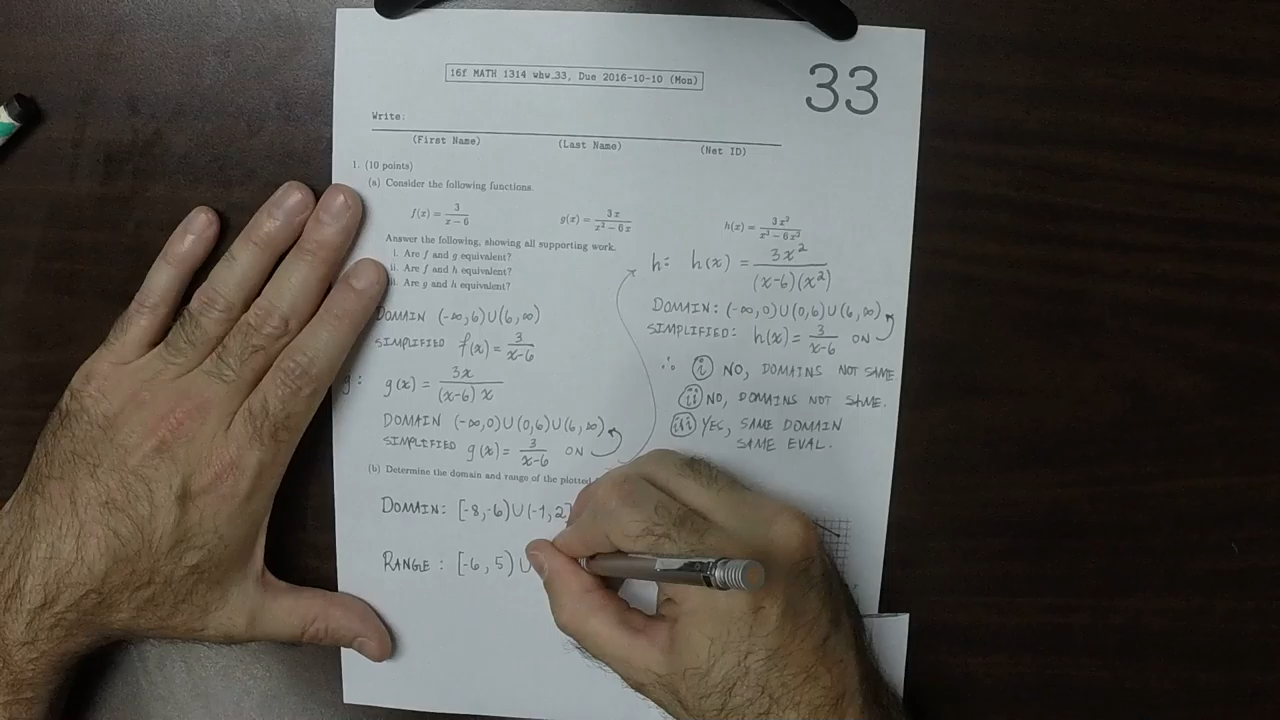 16f MATH 1314 whw_33, Due 2016-10-10 (Mon)
33
Write:
(First Name) (Last Name) (Net ID)
1. (10 points)
(a) Consider the following functions.
f(x) = 3/(x − 6) g(x) = 3x/(x² − 6x) h(x) = 3x²/(x³ − 6x²)
Answer the following, showing all supporting work.
i. Are f and g equivalent?
ii. Are f and h equivalent?
iii. Are g and h equivalent?
DOMAIN (-∞,6)∪(6,∞)
SIMPLIFIED f(x) = 3/(x-6)
g: g(x) = 3x/((x-6) x)
DOMAIN (-∞,0)∪(0,6)∪(6,∞)
SIMPLIFIED g(x) = 3/(x-6) ON
h: h(x) = 3x²/((x-6)(x²))
DOMAIN: (-∞,0)∪(0,6)∪(6,∞)
SIMPLIFIED: h(x) = 3/(x-6) ON
∴ (i) NO, DOMAINS NOT SAME
(ii) NO, DOMAINS NOT SAME.
(iii) YES, SAME DOMAIN
SAME EVAL.
(b) Determine the domain and range of the plotted
DOMAIN: [-8,-6)∪(-1,2]
RANGE: [-6,5)∪